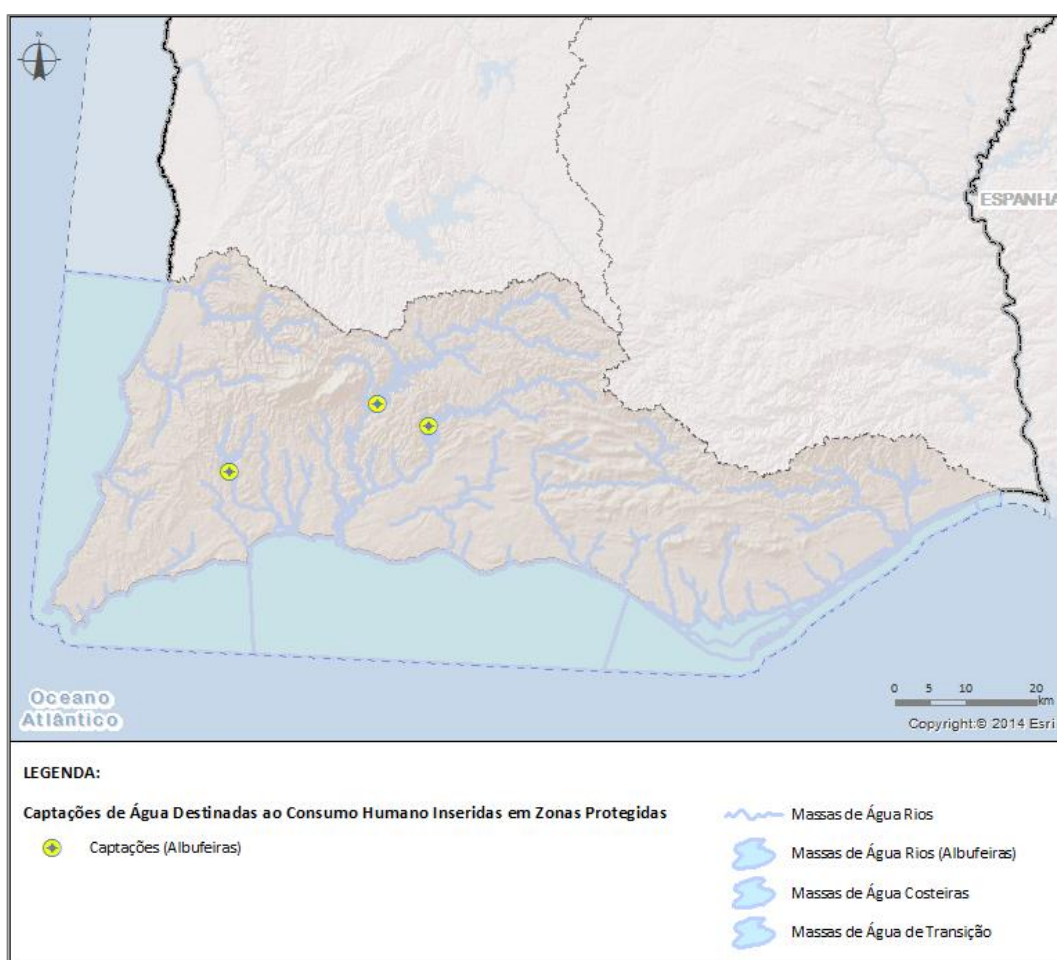 N
ESPANHA
Oceano
Atlântico
0 5 10 20
km
Copyright:© 2014 Esri
LEGENDA:
Captações de Água Destinadas ao Consumo Humano Inseridas em Zonas Protegidas
Captações (Albufeiras)
Massas de Água Rios
Massas de Água Rios (Albufeiras)
Massas de Água Costeiras
Massas de Água de Transição